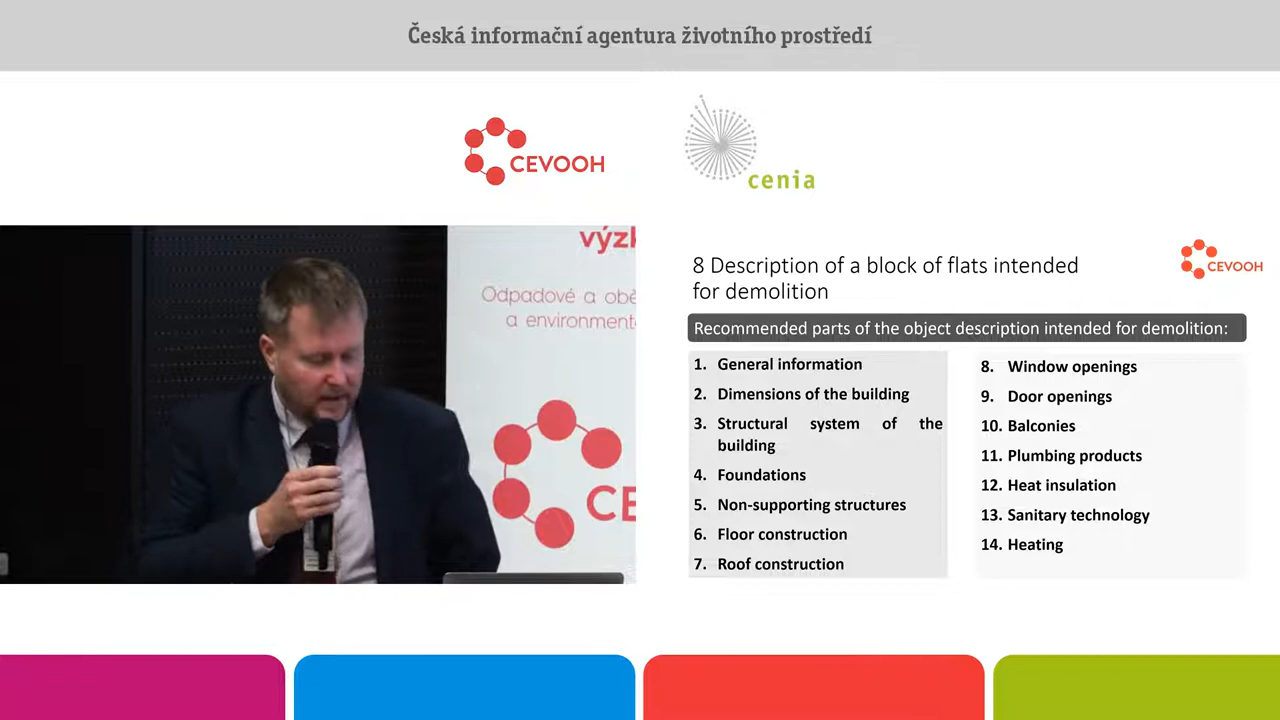 Česká informační agentura životního prostředí
CEVOOH
cenia
Odpadové a
a
CE
8 Description of a block of flats intended
for demolition
CEVOOH
Recommended parts of the object description intended for demolition:
1. General information
2. Dimensions of the building
3. Structural system of the
building
4. Foundations
5. Non-supporting structures
6. Floor construction
7. Roof construction
8. Window openings
9. Door openings
10. Balconies
11. Plumbing products
12. Heat insulation
13. Sanitary technology
14. Heating